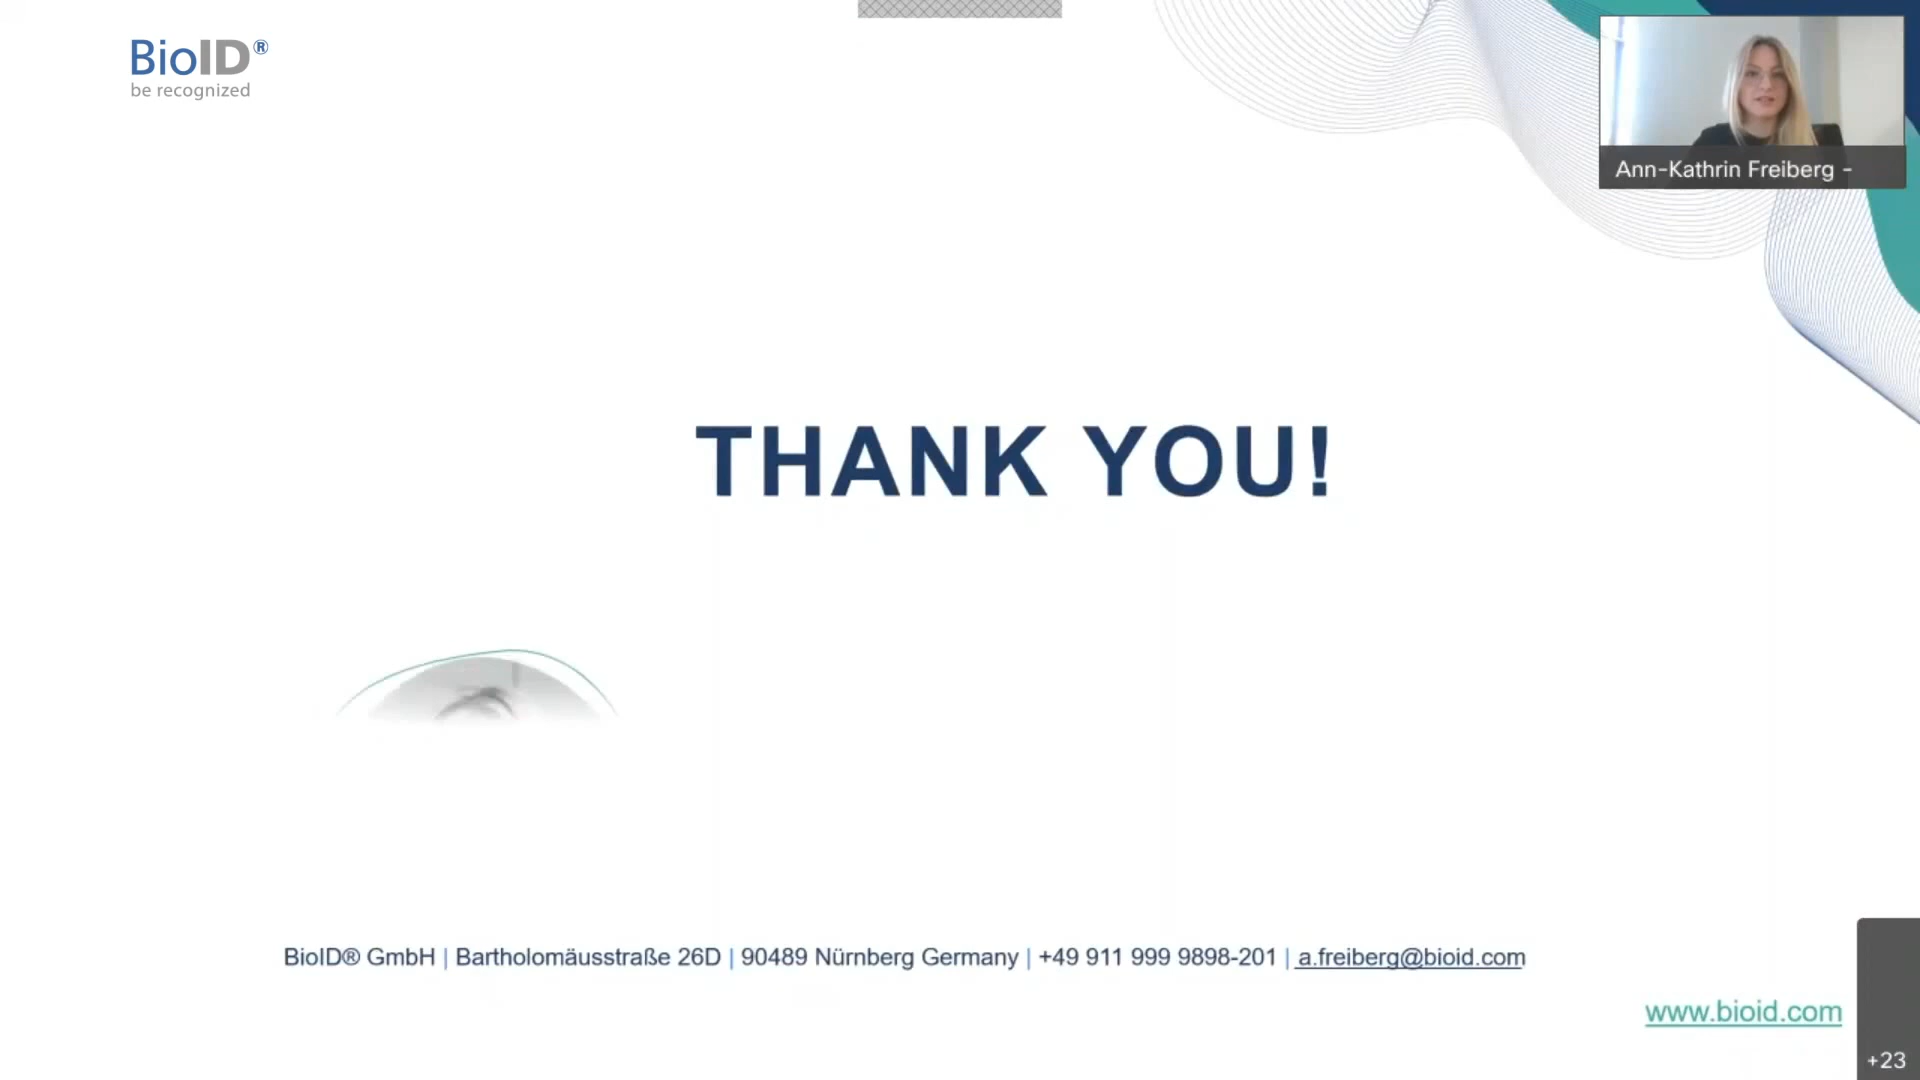 BioID®
be recognized
Ann-Kathrin Freiberg -
THANK YOU!
BioID® GmbH | Bartholomäusstraße 26D | 90489 Nürnberg Germany | +49 911 999 9898-201 | a.freiberg@bioid.com
www.bioid.com
+23